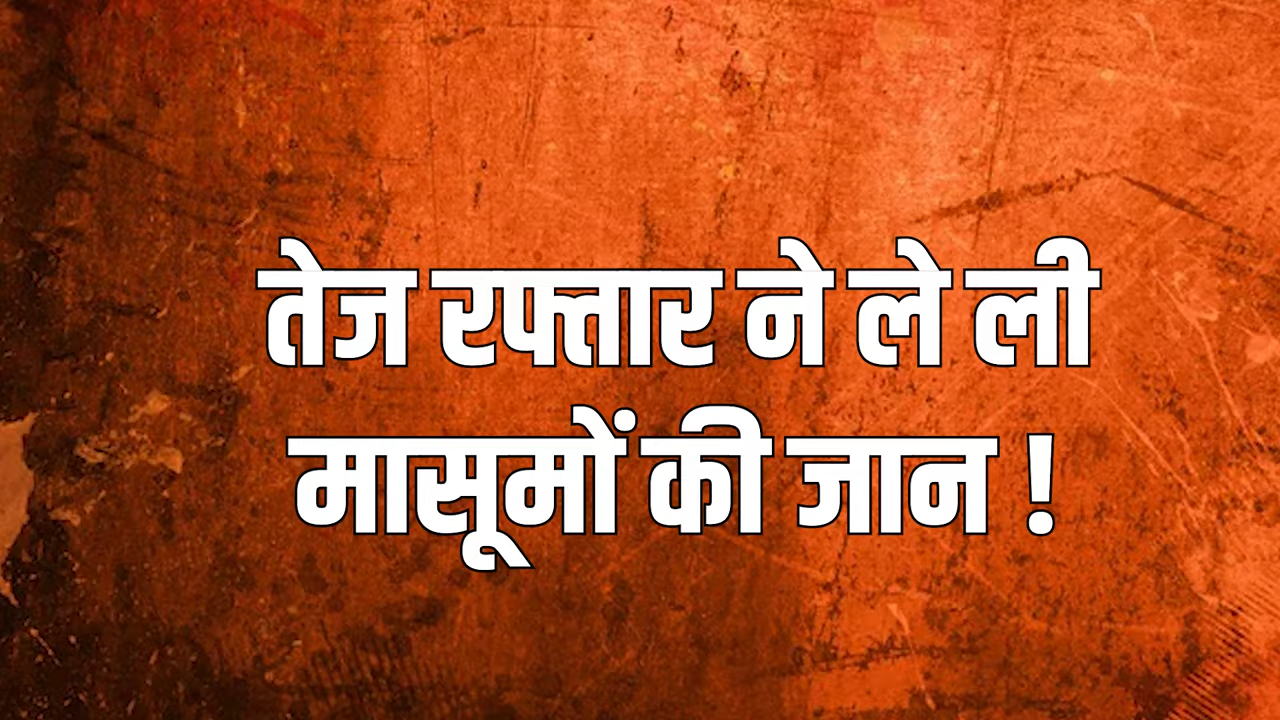 तेज रफ्तार ने ले ली
मासूमों की जान !